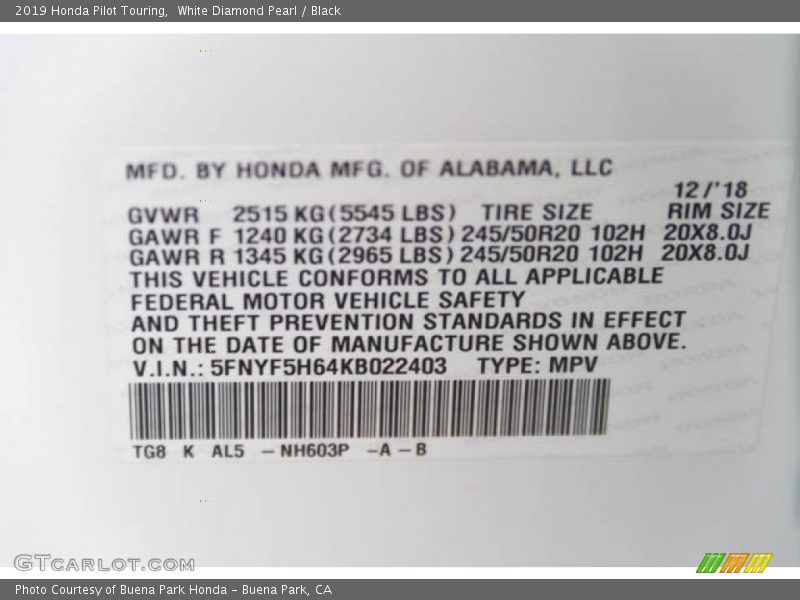 2019 Honda Pilot Touring,  White Diamond Pearl / Black
MFD. BY HONDA MFG. OF ALABAMA, LLC
12/'18
GVWR 2515 KG (5545 LBS) TIRE SIZE RIM SIZE
GAWR F 1240 KG (2734 LBS) 245/50R20 102H 20X8.0J
GAWR R 1345 KG (2965 LBS) 245/50R20 102H 20X8.0J
THIS VEHICLE CONFORMS TO ALL APPLICABLE
FEDERAL MOTOR VEHICLE SAFETY
AND THEFT PREVENTION STANDARDS IN EFFECT
ON THE DATE OF MANUFACTURE SHOWN ABOVE.
V.I.N.: 5FNYF5H64KB022403 TYPE: MPV
TG8 K AL5 – NH603P – A – B
GTCARLOT.COM
Photo Courtesy of Buena Park Honda – Buena Park, CA